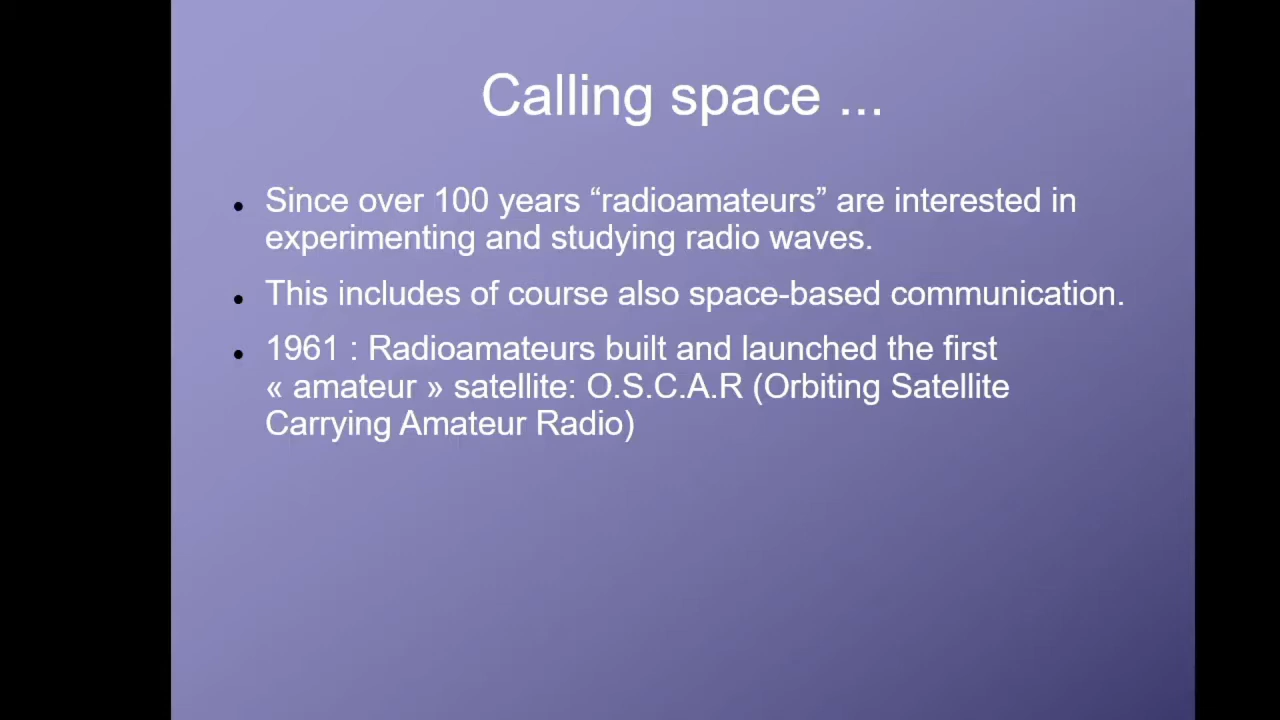 Calling space ...
Since over 100 years “radioamateurs” are interested in
experimenting and studying radio waves.
This includes of course also space-based communication.
1961 : Radioamateurs built and launched the first
« amateur » satellite: O.S.C.A.R (Orbiting Satellite
Carrying Amateur Radio)